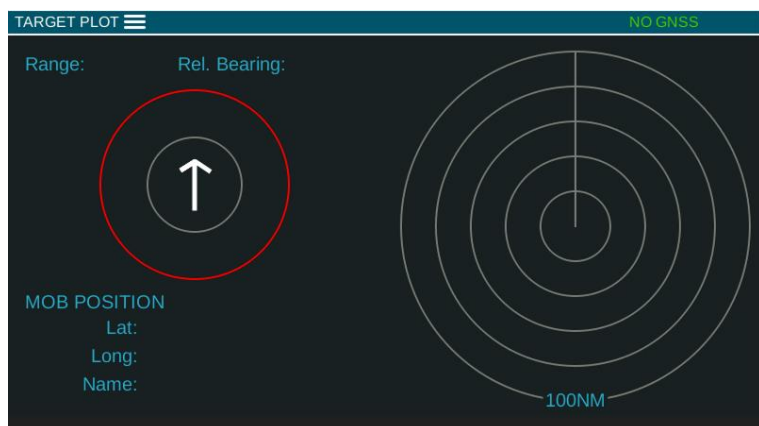 TARGET PLOT
NO GNSS
Range:
Rel. Bearing:
MOB POSITION
Lat:
Long:
Name:
100NM